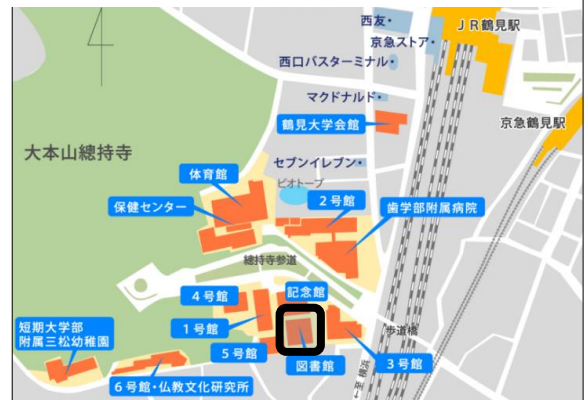 西友・
JR鶴見駅
京急ストア・
西口バスターミナル・
マクドナルド・
鶴見大学会館
京急鶴見駅
大本山總持寺
セブンイレブン・
体育館
ビオトープ
保健センター
2号館
歯学部附属病院
總持寺参道
4号館
記念館
1号館
短期大学部
附属三松幼稚園
歩道橋
5号館
図書館
3号館
6号館・仏教文化研究所
←至 横浜